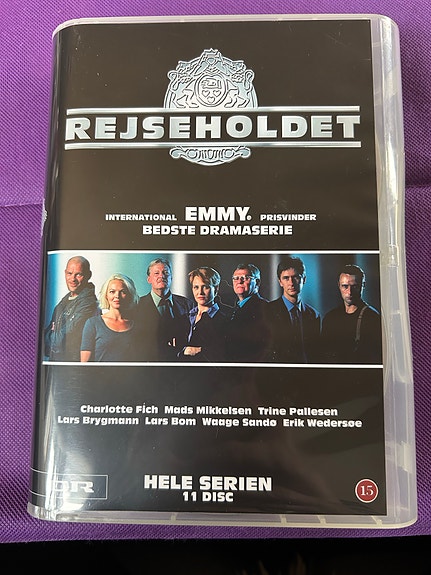 REJSEHOLDET
INTERNATIONAL EMMY® PRISVINDER
BEDSTE DRAMASERIE
Charlotte Fich Mads Mikkelsen Trine Pallesen
Lars Brygmann Lars Bom Waage Sandø Erik Wedersøe
HELE SERIEN
11 DISC
DR
15